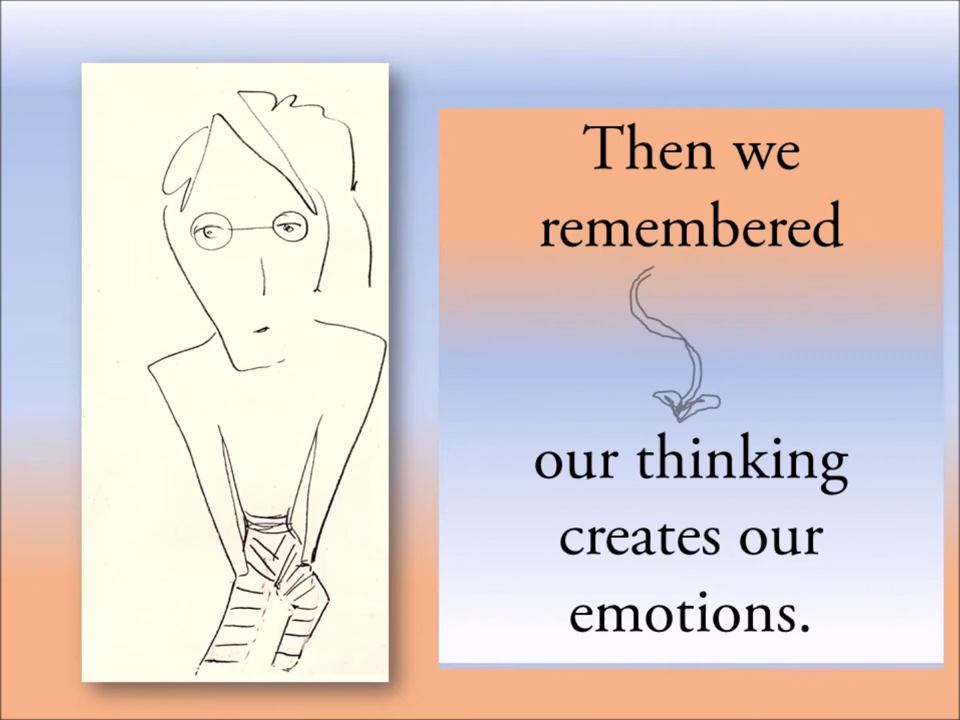 Then we
remembered
our thinking
creates our
emotions.